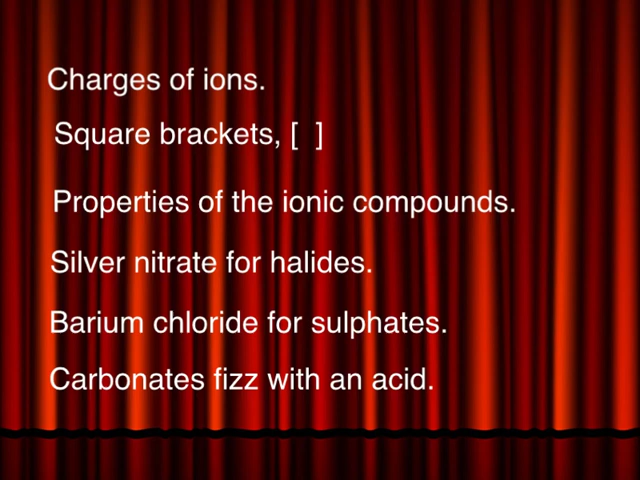 Charges of ions.
Square brackets, [  ]
Properties of the ionic compounds.
Silver nitrate for halides.
Barium chloride for sulphates.
Carbonates fizz with an acid.